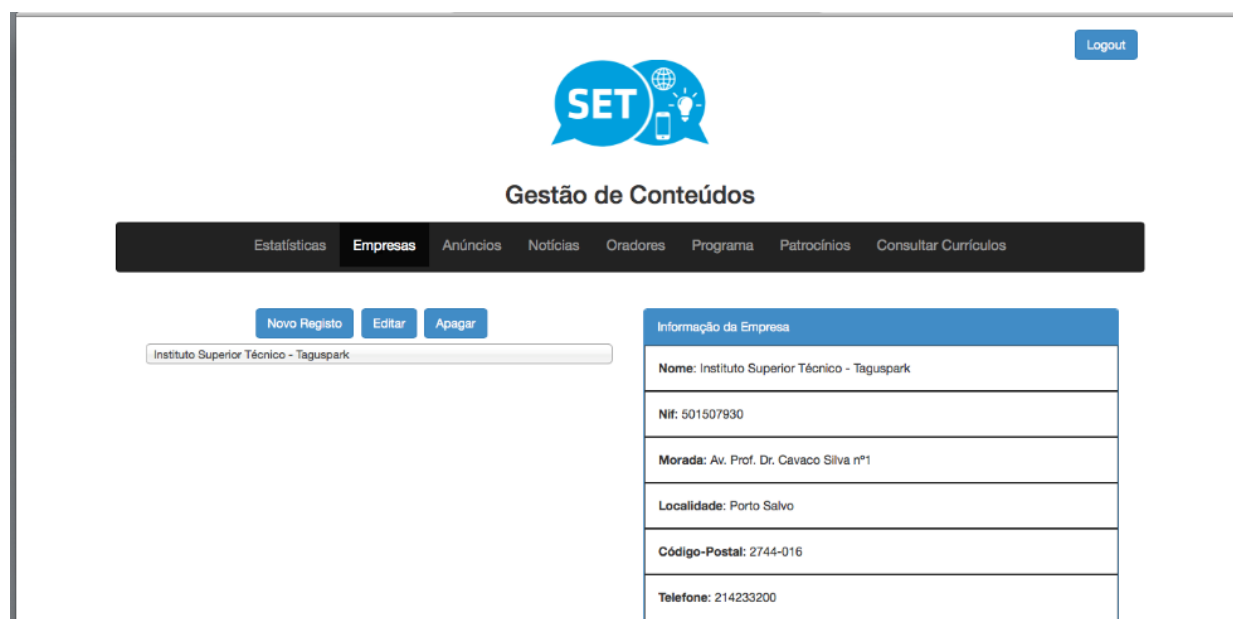 Logout
SET
Gestão de Conteúdos
Estatísticas Empresas Anúncios Notícias Oradores Programa Patrocínios Consultar Currículos
Novo Registo Editar Apagar
Instituto Superior Técnico - Taguspark
Informação da Empresa
Nome: Instituto Superior Técnico - Taguspark
Nif: 501507930
Morada: Av. Prof. Dr. Cavaco Silva nº1
Localidade: Porto Salvo
Código-Postal: 2744-016
Telefone: 214233200